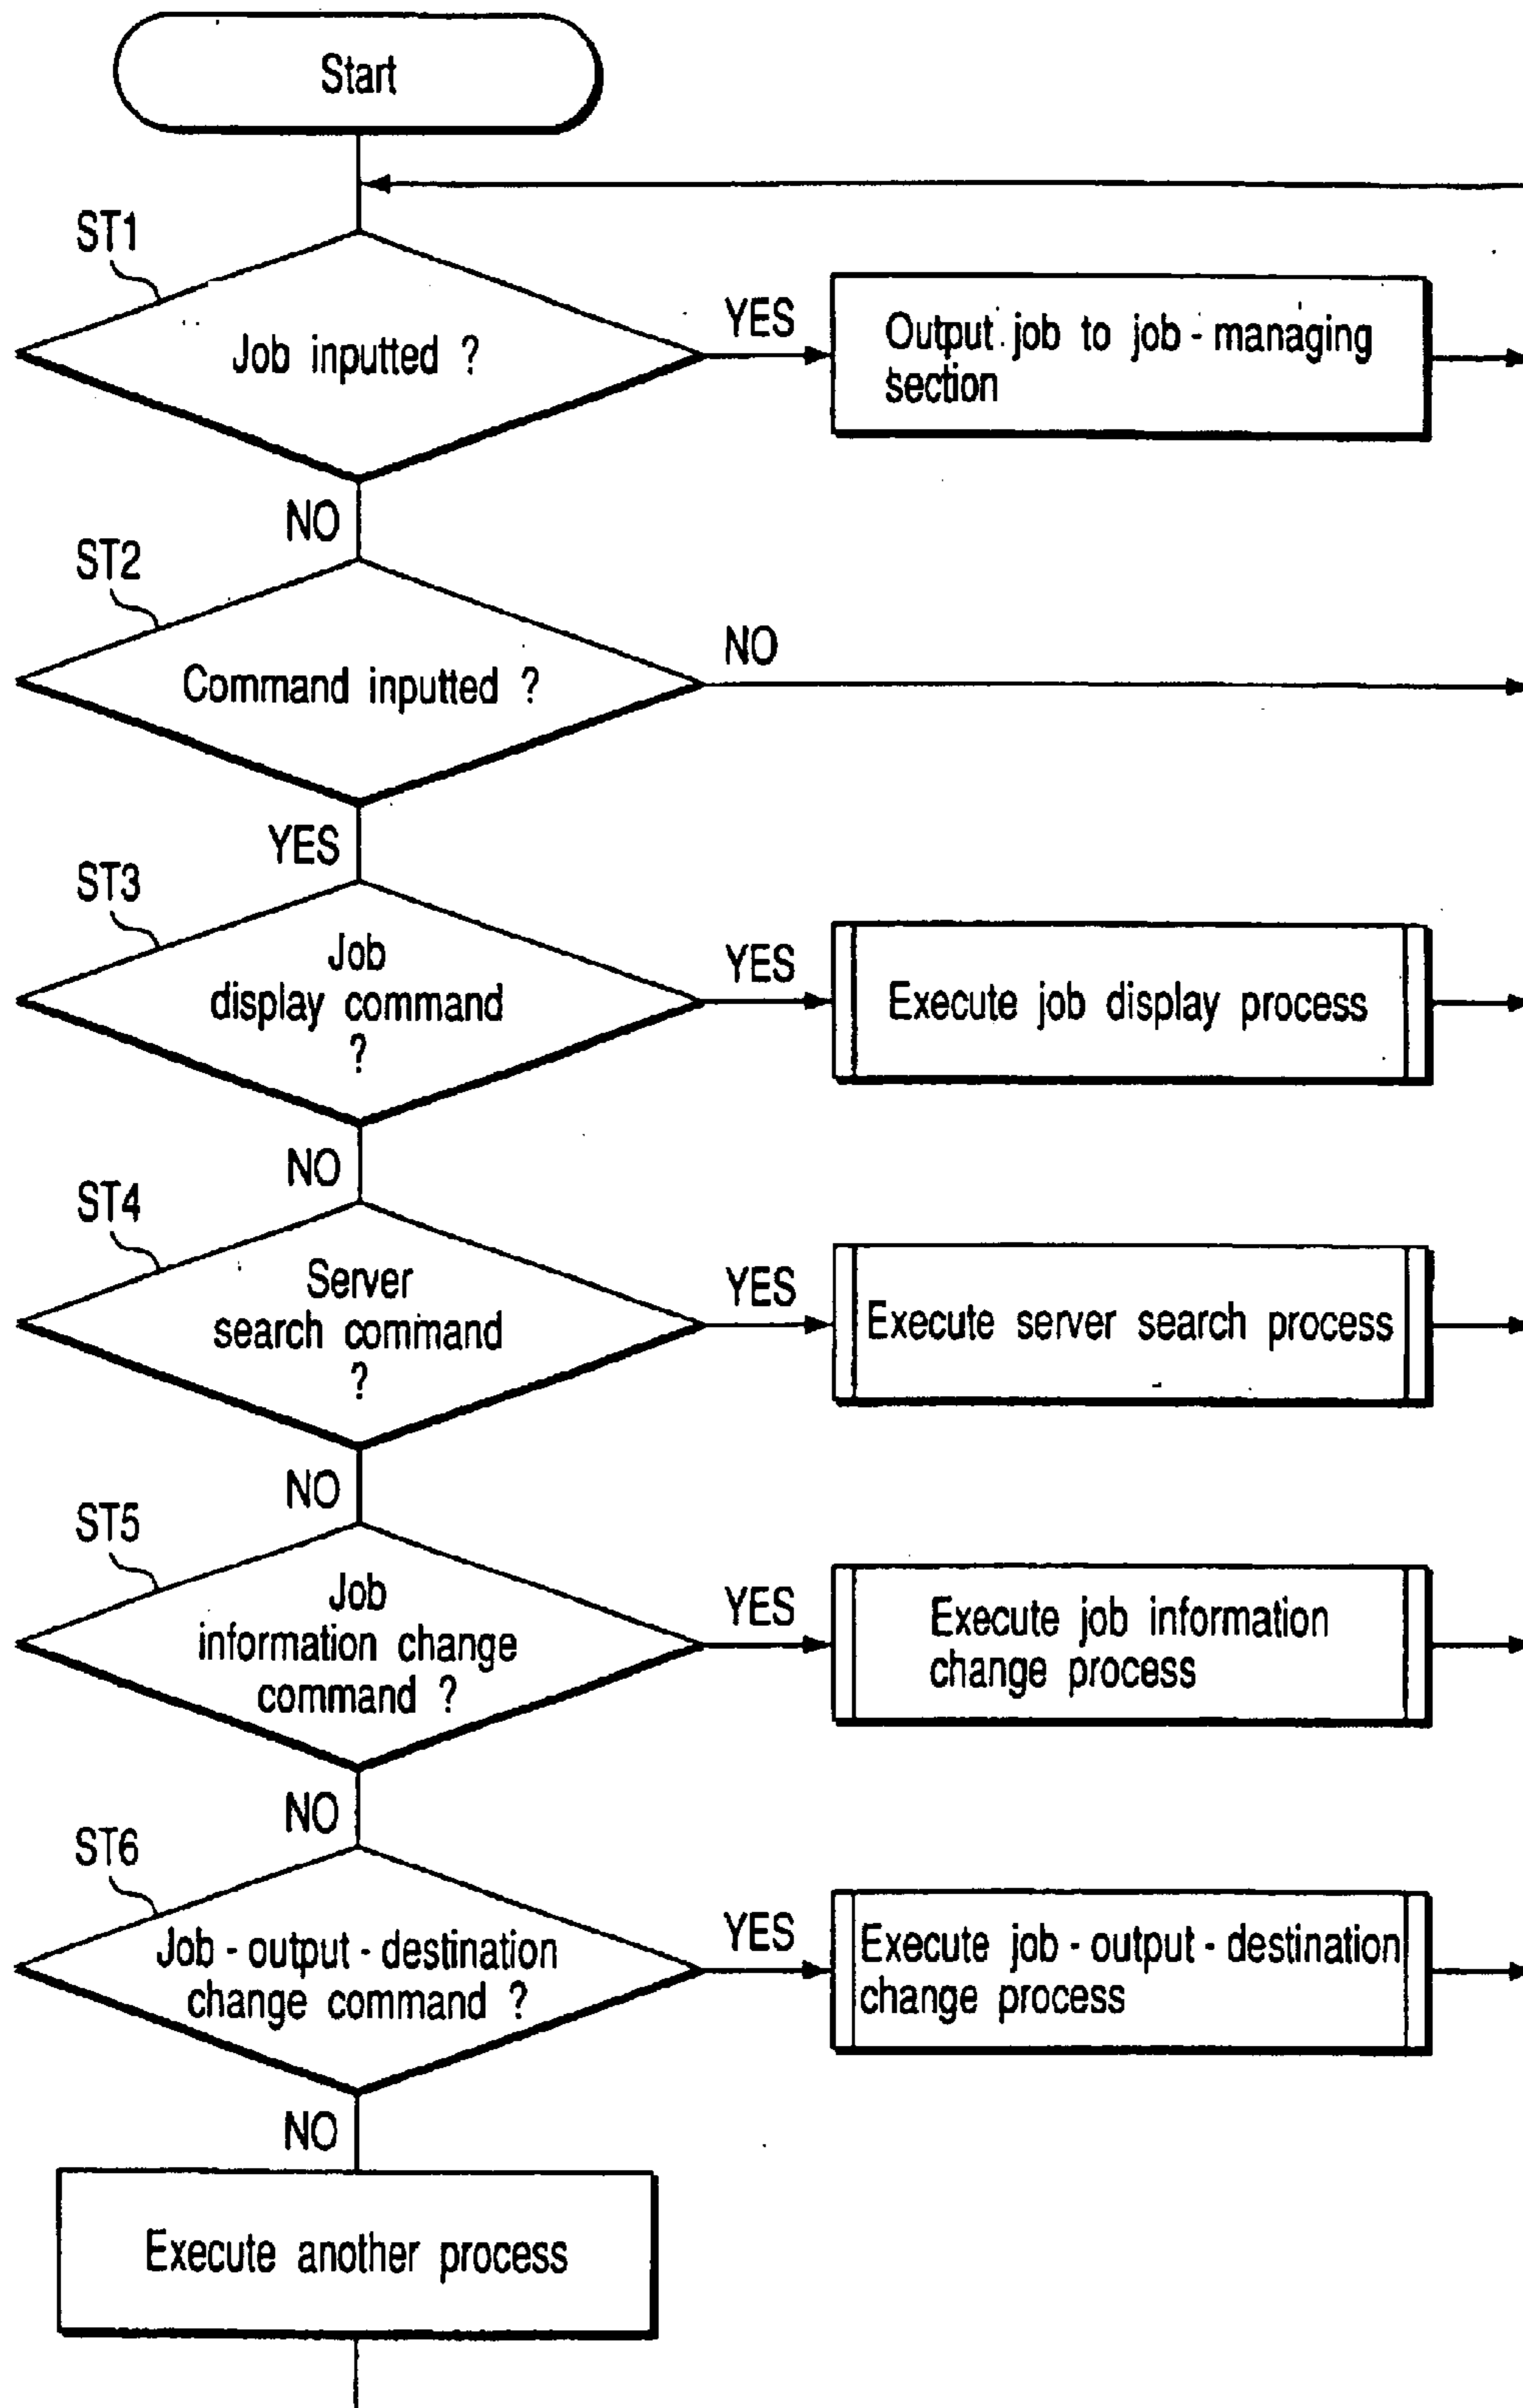 Start
ST1
Job inputted ?
YES
Output job to job - managing
section
NO
ST2
Command inputted ?
NO
YES
ST3
Job
display command
?
YES
Execute job display process
NO
ST4
Server
search command
?
YES
Execute server search process
NO
ST5
Job
information change
command ?
YES
Execute job information
change process
NO
ST6
Job - output - destination
change command ?
YES
Execute job - output - destination
change process
NO
Execute another process